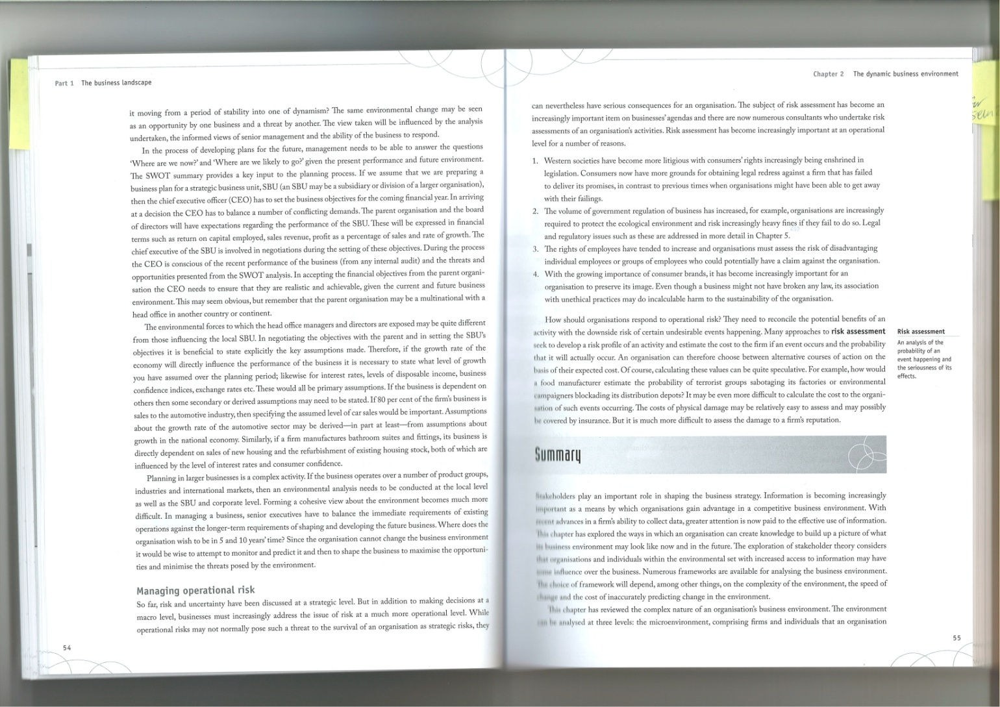 Part 1 The business landscape
it moving from a period of stability into one of dynamism? The same environmental change may be seen
as an opportunity by one business and a threat by another. The view taken will be influenced by the analysis
undertaken, the informed views of senior management and the ability of the business to respond.
In the process of developing plans for the future, management needs to be able to answer the questions
‘Where are we now?’ and ‘Where are we likely to go?’ given the present performance and future environment.
The SWOT summary provides a key input to the planning process. If we assume that we are preparing a
business plan for a strategic business unit, SBU (an SBU may be a subsidiary or division of a larger organisation),
then the chief executive officer (CEO) has to set the business objectives for the coming financial year. In arriving
at a decision the CEO has to balance a number of conflicting demands. The parent organisation and the board
of directors will have expectations regarding the performance of the SBU. These will be expressed in financial
terms such as return on capital employed, sales revenue, profit as a percentage of sales and rate of growth. The
chief executive of the SBU is involved in negotiations during the setting of these objectives. During the process
the CEO is conscious of the recent performance of the business (from any internal audit) and the threats and
opportunities presented from the SWOT analysis. In accepting the financial objectives from the parent organi-
sation the CEO needs to ensure that they are realistic and achievable, given the current and future business
environment. This may seem obvious, but remember that the parent organisation may be a multinational with a
head office in another country or continent.
The environmental forces to which the head office managers and directors are exposed may be quite different
from those influencing the local SBU. In negotiating the objectives with the parent and in setting the SBU’s
objectives it is beneficial to state explicitly the key assumptions made. Therefore, if the growth rate of the
economy will directly influence the performance of the business it is necessary to state what level of growth
you have assumed over the planning period; likewise for interest rates, levels of disposable income, business
confidence indices, exchange rates etc. These would all be primary assumptions. If the business is dependent on
others then some secondary or derived assumptions may need to be stated. If 80 per cent of the firm’s business is
sales to the automotive industry, then specifying the assumed level of car sales would be important. Assumptions
about the growth rate of the automotive sector may be derived—in part at least—from assumptions about
growth in the national economy. Similarly, if a firm manufactures bathroom suites and fittings, its business is
directly dependent on sales of new housing and the refurbishment of existing housing stock, both of which are
influenced by the level of interest rates and consumer confidence.
Planning in larger businesses is a complex activity. If the business operates over a number of product groups,
industries and international markets, then an environmental analysis needs to be conducted at the local level
as well as the SBU and corporate level. Forming a cohesive view about the environment becomes much more
difficult. In managing a business, senior executives have to balance the immediate requirements of existing
operations against the longer-term requirements of shaping and developing the future business. Where does the
organisation wish to be in 5 and 10 years’ time? Since the organisation cannot change the business environment
it would be wise to attempt to monitor and predict it and then to shape the business to maximise the opportuni-
ties and minimise the threats posed by the environment.
Managing operational risk
So far, risk and uncertainty have been discussed at a strategic level. But in addition to making decisions at a
macro level, businesses must increasingly address the issue of risk at a much more operational level. While
operational risks may not normally pose such a threat to the survival of an organisation as strategic risks, they
54
Chapter 2 The dynamic business environment
can nevertheless have serious consequences for an organisation. The subject of risk assessment has become an
increasingly important item on businesses’ agendas and there are now numerous consultants who undertake risk
assessments of an organisation’s activities. Risk assessment has become increasingly important at an operational
level for a number of reasons.
1. Western societies have become more litigious with consumers’ rights increasingly being enshrined in
legislation. Consumers now have more grounds for obtaining legal redress against a firm that has failed
to deliver its promises, in contrast to previous times when organisations might have been able to get away
with their failings.
2. The volume of government regulation of business has increased, for example, organisations are increasingly
required to protect the ecological environment and risk increasingly heavy fines if they fail to do so. Legal
and regulatory issues such as these are addressed in more detail in Chapter 5.
3. The rights of employees have tended to increase and organisations must assess the risk of disadvantaging
individual employees or groups of employees who could potentially have a claim against the organisation.
4. With the growing importance of consumer brands, it has become increasingly important for an
organisation to preserve its image. Even though a business might not have broken any law, its association
with unethical practices may do incalculable harm to the sustainability of the organisation.
How should organisations respond to operational risk? They need to reconcile the potential benefits of an
activity with the downside risk of certain undesirable events happening. Many approaches to risk assessment
seek to develop a risk profile of an activity and estimate the cost to the firm if an event occurs and the probability
that it will actually occur. An organisation can therefore choose between alternative courses of action on the
basis of their expected cost. Of course, calculating these values can be quite speculative. For example, how would
a food manufacturer estimate the probability of terrorist groups sabotaging its factories or environmental
campaigners blockading its distribution depots? It may be even more difficult to calculate the cost to the organi-
sation of such events occurring. The costs of physical damage may be relatively easy to assess and may possibly
be covered by insurance. But it is much more difficult to assess the damage to a firm’s reputation.
Risk assessment
An analysis of the
probability of an
event happening and
the seriousness of its
effects.
Summary
Stakeholders play an important role in shaping the business strategy. Information is becoming increasingly
important as a means by which organisations gain advantage in a competitive business environment. With
recent advances in a firm’s ability to collect data, greater attention is now paid to the effective use of information.
This chapter has explored the ways in which an organisation can create knowledge to build up a picture of what
its business environment may look like now and in the future. The exploration of stakeholder theory considers
that organisations and individuals within the environmental set with increased access to information may have
some influence over the business. Numerous frameworks are available for analysing the business environment.
The choice of framework will depend, among other things, on the complexity of the environment, the speed of
change and the cost of inaccurately predicting change in the environment.
This chapter has reviewed the complex nature of an organisation’s business environment. The environment
can be analysed at three levels: the microenvironment, comprising firms and individuals that an organisation
55